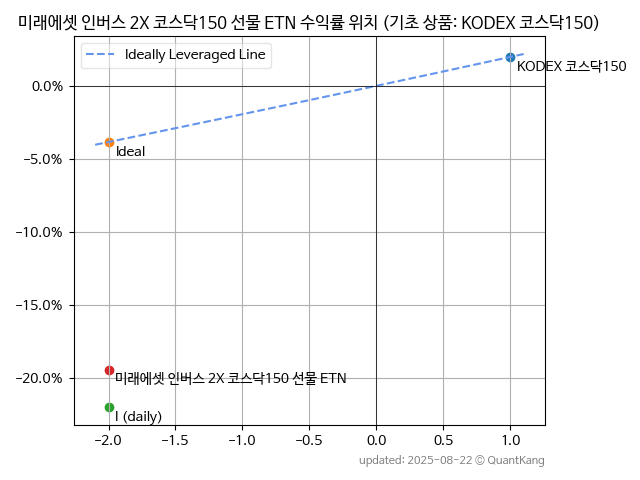 미래에셋 인버스 2X 코스닥150 선물 ETN 수익률 위치 (기초 상품: KODEX 코스닥150)
Ideally Leveraged Line
0.0%
KODEX 코스닥150
−5.0%
Ideal
−10.0%
−15.0%
−20.0%
미래에셋 인버스 2X 코스닥150 선물 ETN
I (daily)
−2.0 −1.5 −1.0 −0.5 0.0 0.5 1.0
updated: 2025-08-22 © QuantKang